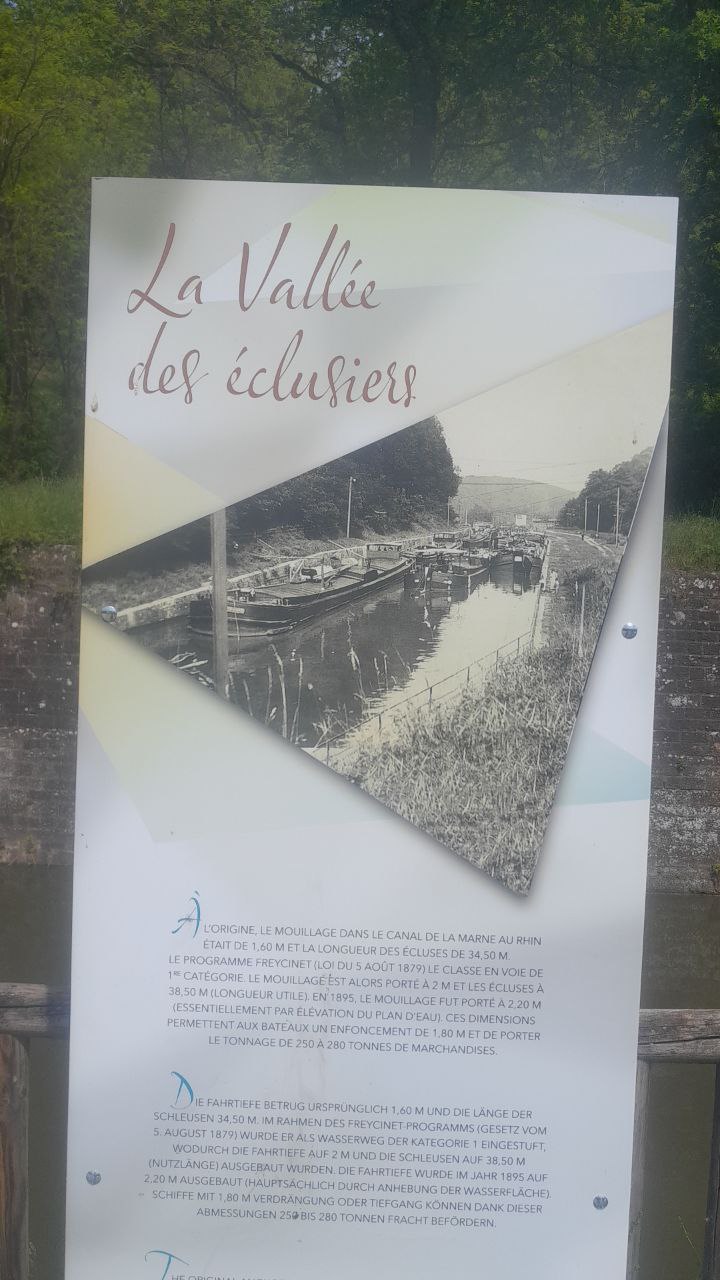 La Vallée
des éclusiers
À L'ORIGINE, LE MOUILLAGE DANS LE CANAL DE LA MARNE AU RHIN
ÉTAIT DE 1,60 M ET LA LONGUEUR DES ÉCLUSES DE 34,50 M.
LE PROGRAMME FREYCINET (LOI DU 5 AOÛT 1879) LE CLASSE EN VOIE DE
1RE CATÉGORIE. LE MOUILLAGE EST ALORS PORTÉ À 2 M ET LES ÉCLUSES À
38,50 M (LONGUEUR UTILE). EN 1895, LE MOUILLAGE FUT PORTÉ À 2,20 M
(ESSENTIELLEMENT PAR ÉLÉVATION DU PLAN D'EAU). CES DIMENSIONS
PERMETTENT AUX BATEAUX UN ENFONCEMENT DE 1,80 M ET DE PORTER
LE TONNAGE DE 250 À 280 TONNES DE MARCHANDISES.
DIE FAHRTIEFE BETRUG URSPRÜNGLICH 1,60 M UND DIE LÄNGE DER
SCHLEUSEN 34,50 M. IM RAHMEN DES FREYCINET-PROGRAMMS (GESETZ VOM
5. AUGUST 1879) WURDE ER ALS WASSERWEG DER KATEGORIE 1 EINGESTUFT,
WODURCH DIE FAHRTIEFE AUF 2 M UND DIE SCHLEUSEN AUF 38,50 M
(NUTZLÄNGE) AUSGEBAUT WURDEN. DIE FAHRTIEFE WURDE IM JAHR 1895 AUF
2,20 M AUSGEBAUT (HAUPTSÄCHLICH DURCH ANHEBUNG DER WASSERFLÄCHE).
SCHIFFE MIT 1,80 M VERDRÄNGUNG ODER TIEFGANG KÖNNEN DANK DIESER
ABMESSUNGEN 250 BIS 280 TONNEN FRACHT BEFÖRDERN.
THE ORIGINAL